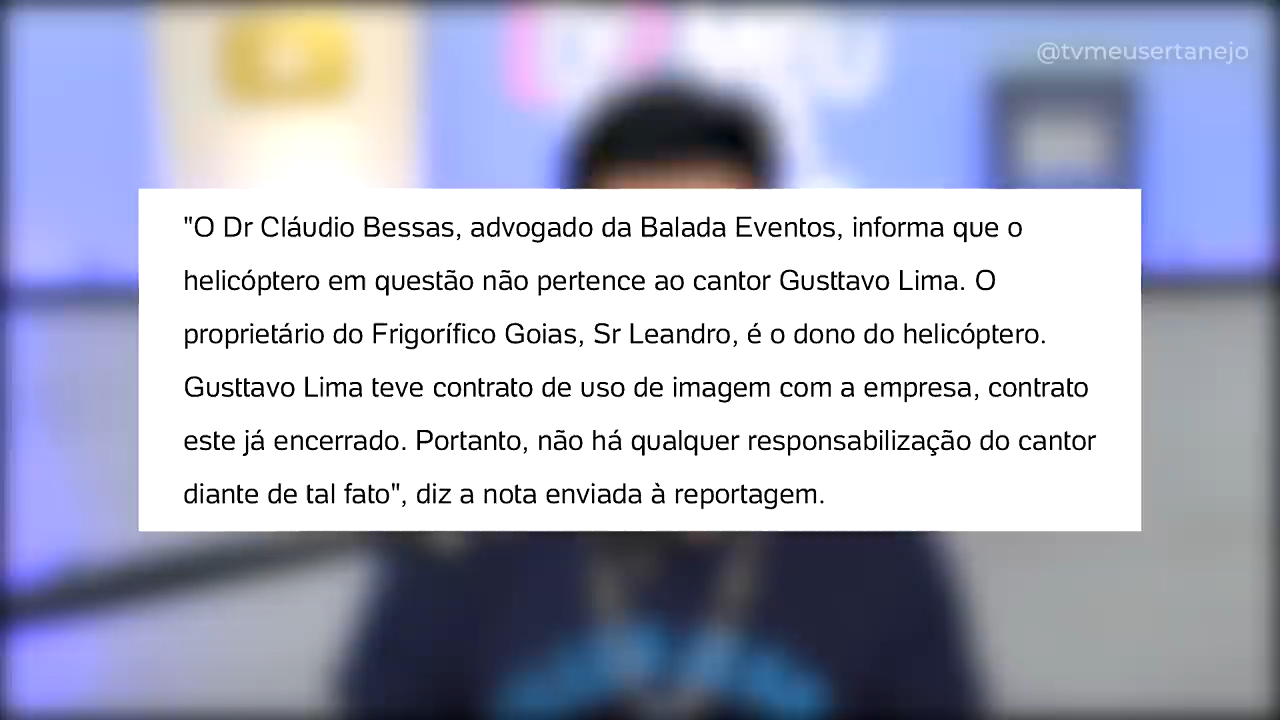 @tvmeusertanejo
"O Dr Cláudio Bessas, advogado da Balada Eventos, informa que o
helicóptero em questão não pertence ao cantor Gusttavo Lima. O
proprietário do Frigorífico Goias, Sr Leandro, é o dono do helicóptero.
Gusttavo Lima teve contrato de uso de imagem com a empresa, contrato
este já encerrado. Portanto, não há qualquer responsabilização do cantor
diante de tal fato", diz a nota enviada à reportagem.